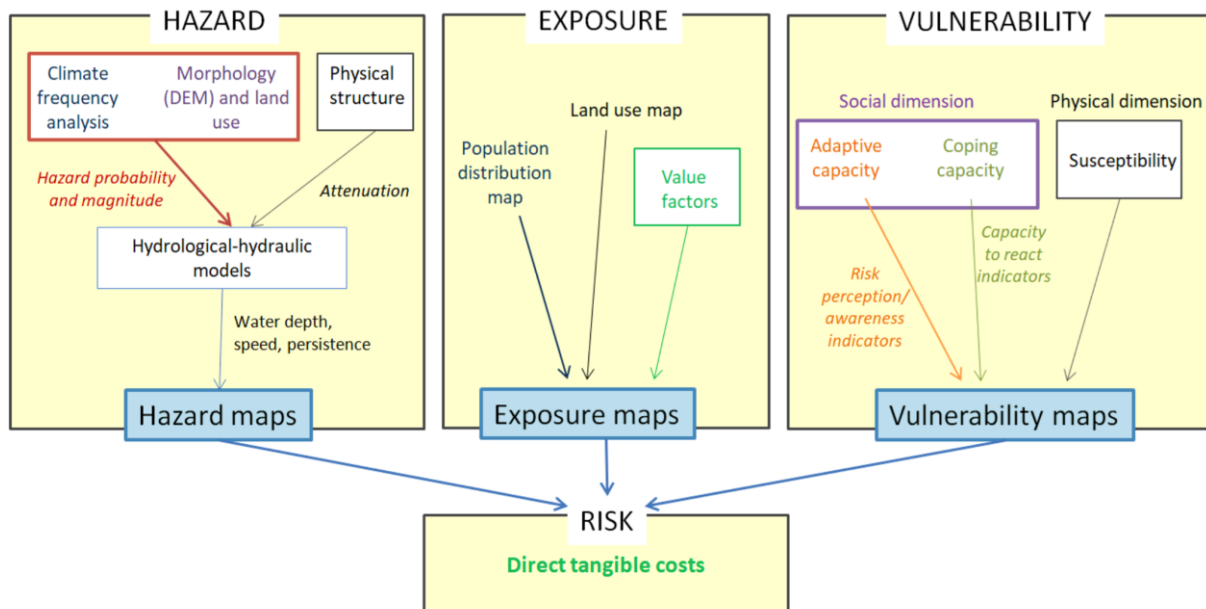 HAZARD
Climate
frequency
analysis
Morphology
(DEM) and land
use
Physical
structure
Hazard probability
and magnitude
Attenuation
Hydrological-hydraulic
models
Water depth,
speed, persistence
Hazard maps
EXPOSURE
Land use map
Population
distribution
map
Value
factors
Exposure maps
VULNERABILITY
Social dimension
Physical dimension
Adaptive
capacity
Coping
capacity
Susceptibility
Capacity
to react
indicators
Risk
perception/
awareness
indicators
Vulnerability maps
RISK
Direct tangible costs